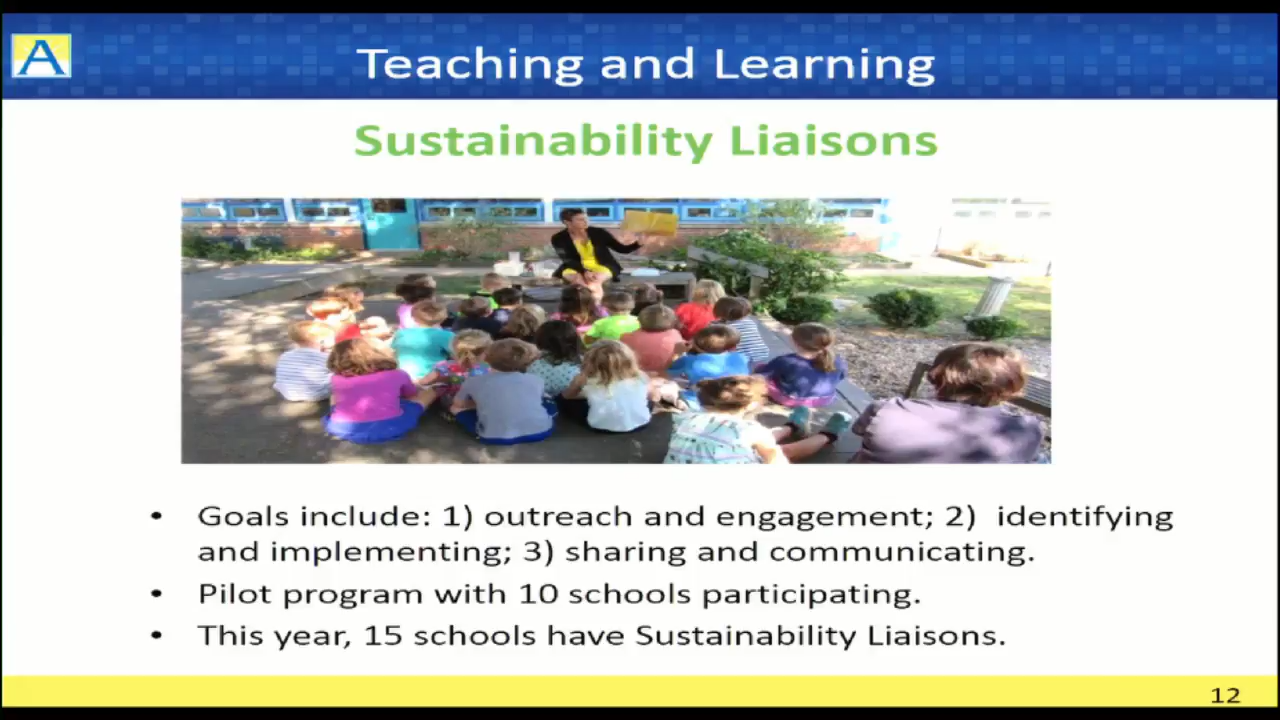 A
Teaching and Learning
Sustainability Liaisons
• Goals include: 1) outreach and engagement; 2) identifying
and implementing; 3) sharing and communicating.
• Pilot program with 10 schools participating.
• This year, 15 schools have Sustainability Liaisons.
12